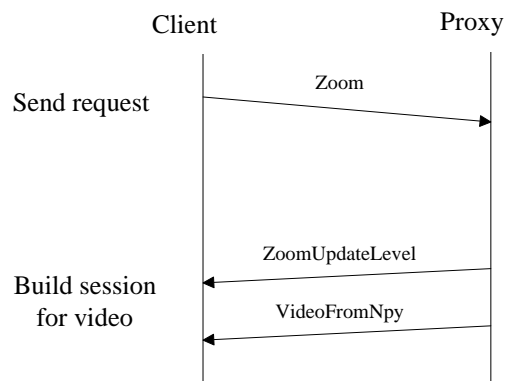 Client
Proxy
Zoom
Send request
ZoomUpdateLevel
Build session
for video
VideoFromNpy